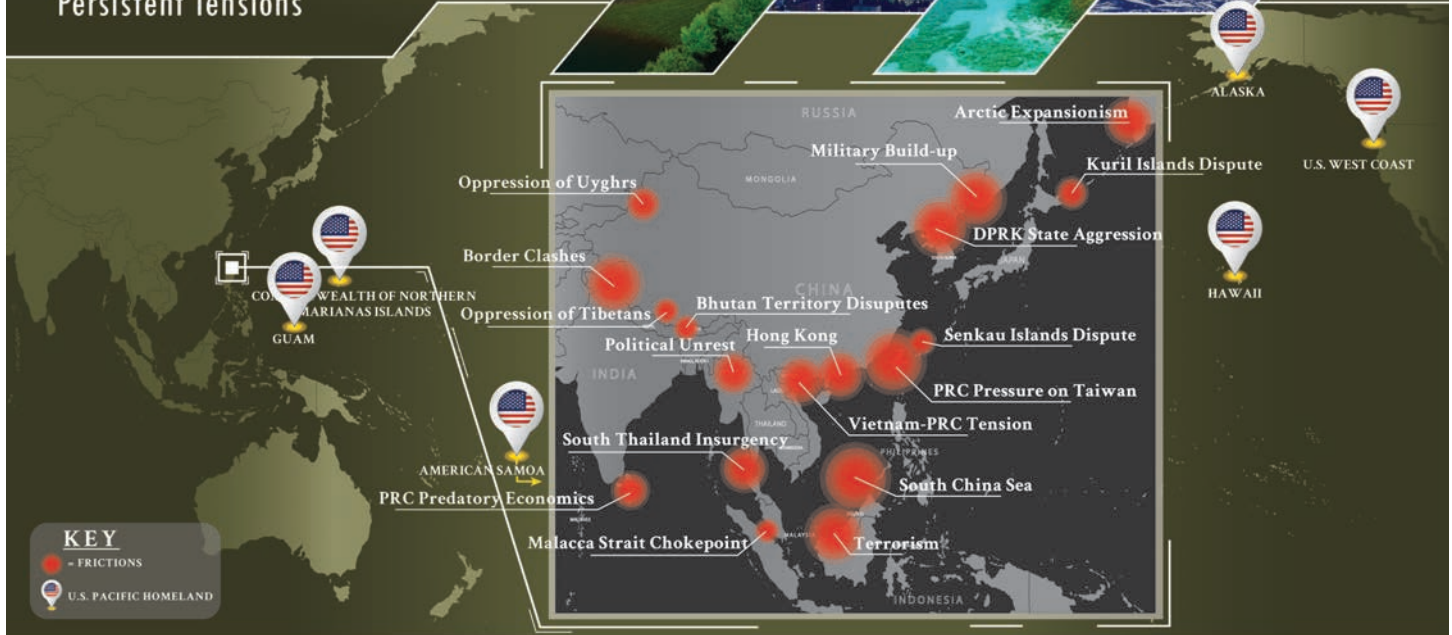 Persistent Tensions
ALASKA
U.S. WEST COAST
HAWAII
COMMONWEALTH OF NORTHERN
MARIANAS ISLANDS
GUAM
AMERICAN SAMOA
RUSSIA
Arctic Expansionism
Military Build-up
Kuril Islands Dispute
MONGOLIA
Oppression of Uyghrs
DPRK State Aggression
JAPAN
Border Clashes
CHINA
Bhutan Territory Disuputes
Oppression of Tibetans
Hong Kong
Senkau Islands Dispute
Political Unrest
INDIA
PRC Pressure on Taiwan
LAOS
THAILAND
Vietnam-PRC Tension
South Thailand Insurgency
PHILIPPINES
South China Sea
PRC Predatory Economics
Malacca Strait Chokepoint
MALAYSIA
Terrorism
INDONESIA
KEY
= FRICTIONS
U.S. PACIFIC HOMELAND